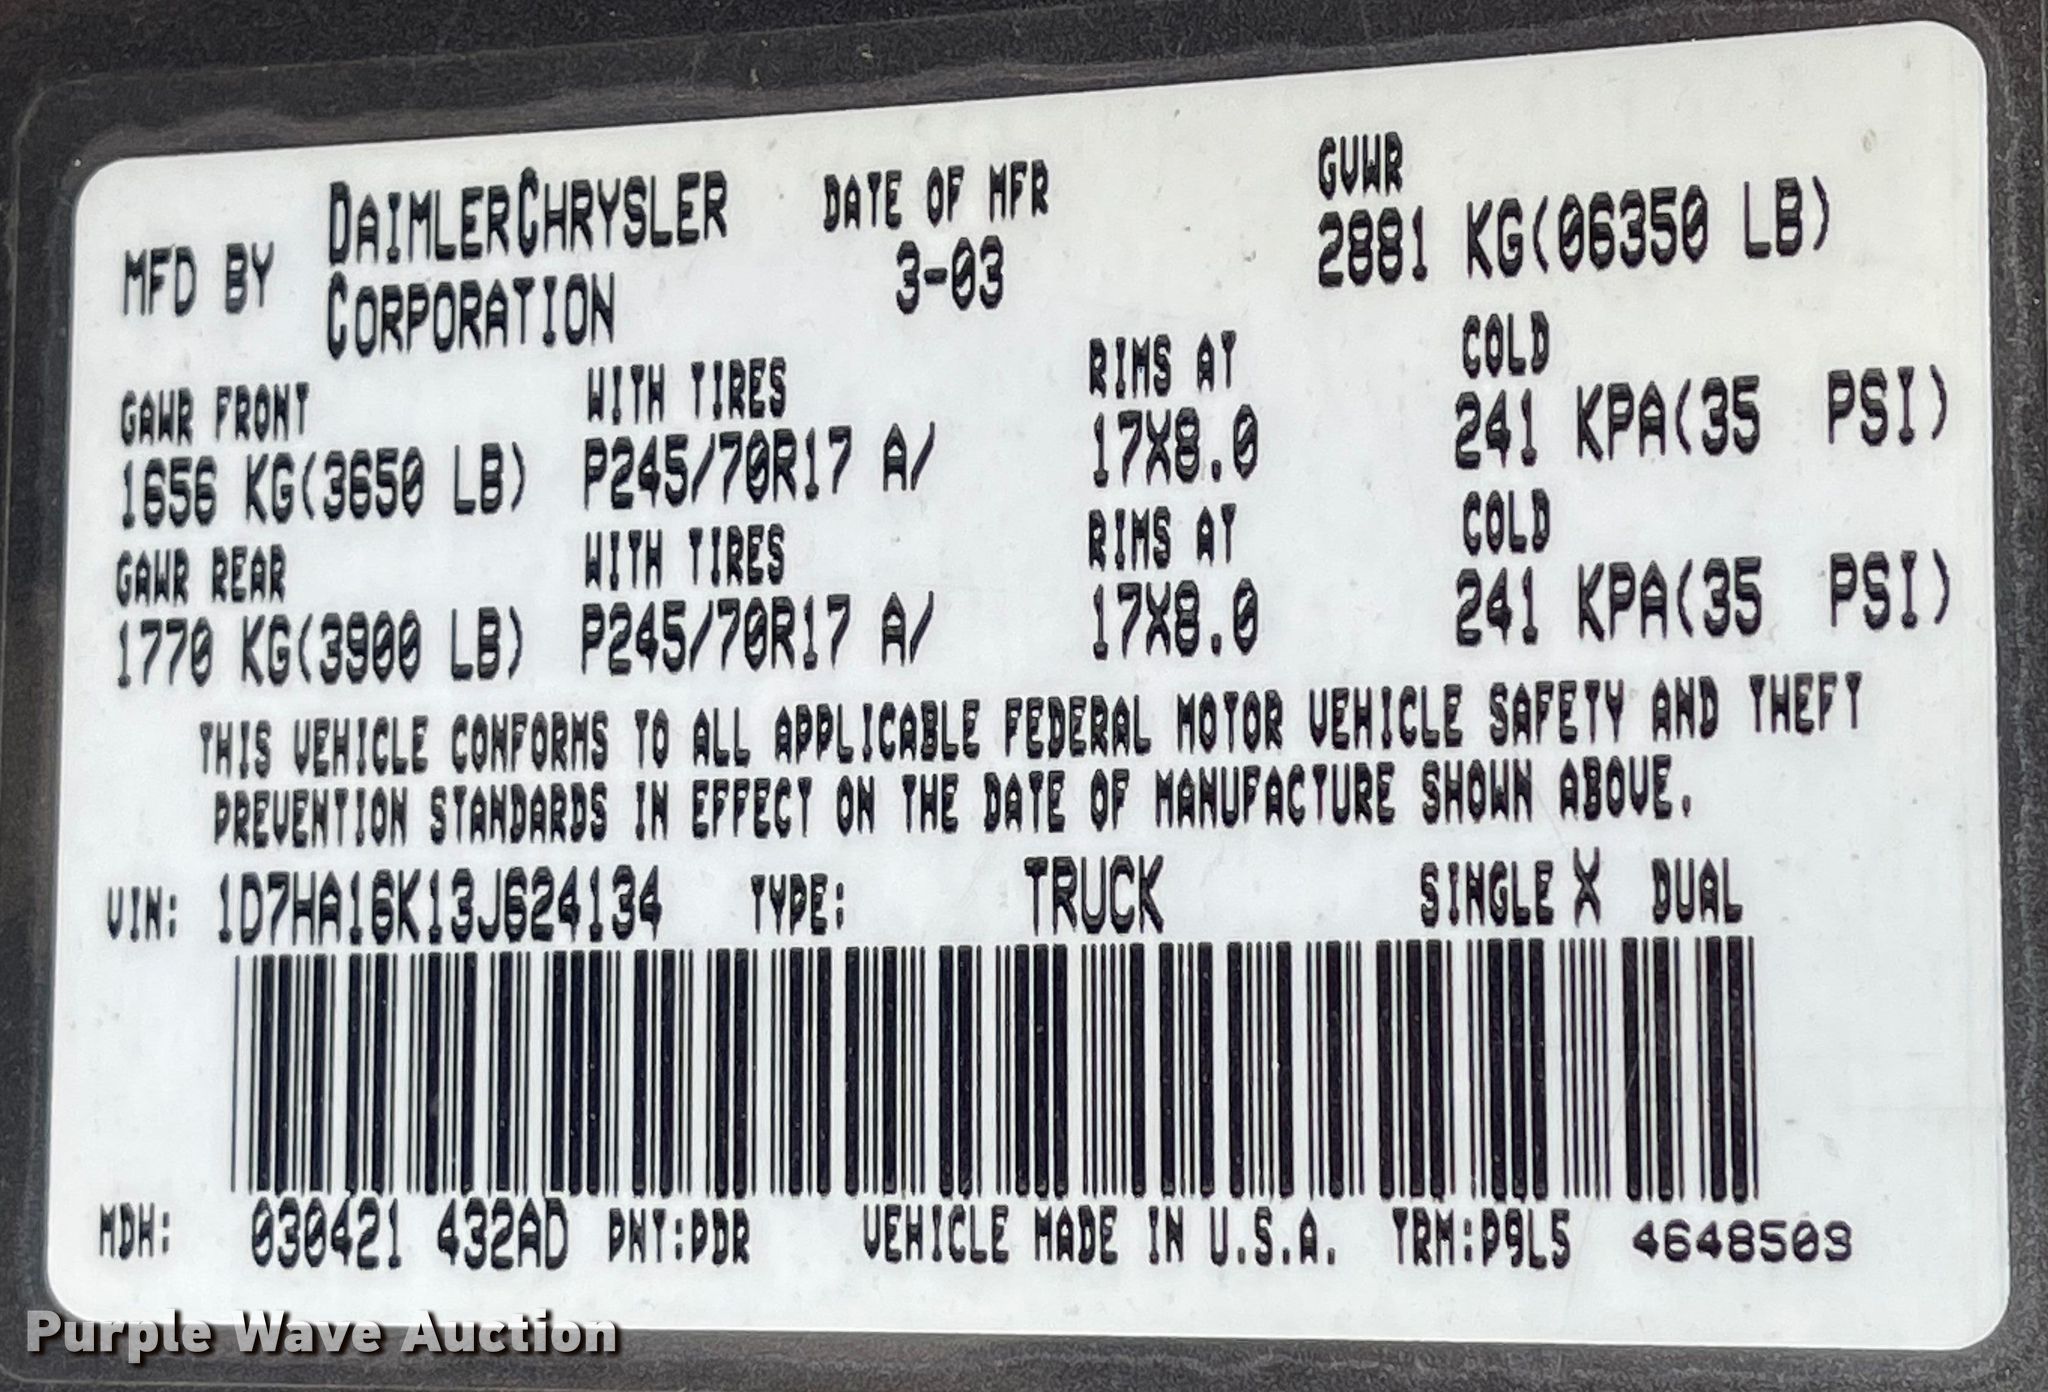 MFD BY DAIMLERCHRYSLER CORPORATION DATE OF MFR 3-03 GVWR 2881 KG(06350 LB)
GAWR FRONT WITH TIRES RIMS AT COLD
1656 KG(3650 LB) P245/70R17 A/ 17X8.0 241 KPA(35 PSI)
GAWR REAR WITH TIRES RIMS AT COLD
1770 KG(3900 LB) P245/70R17 A/ 17X8.0 241 KPA(35 PSI)
THIS VEHICLE CONFORMS TO ALL APPLICABLE FEDERAL MOTOR VEHICLE SAFETY AND THEFT
PREVENTION STANDARDS IN EFFECT ON THE DATE OF MANUFACTURE SHOWN ABOVE.
VIN: 1D7HA16K13J624134 TYPE: TRUCK SINGLE X DUAL
MDH: 030421 432AD PNT:PDR VEHICLE MADE IN U.S.A. TRM:P9L5 4648503
Purple Wave Auction